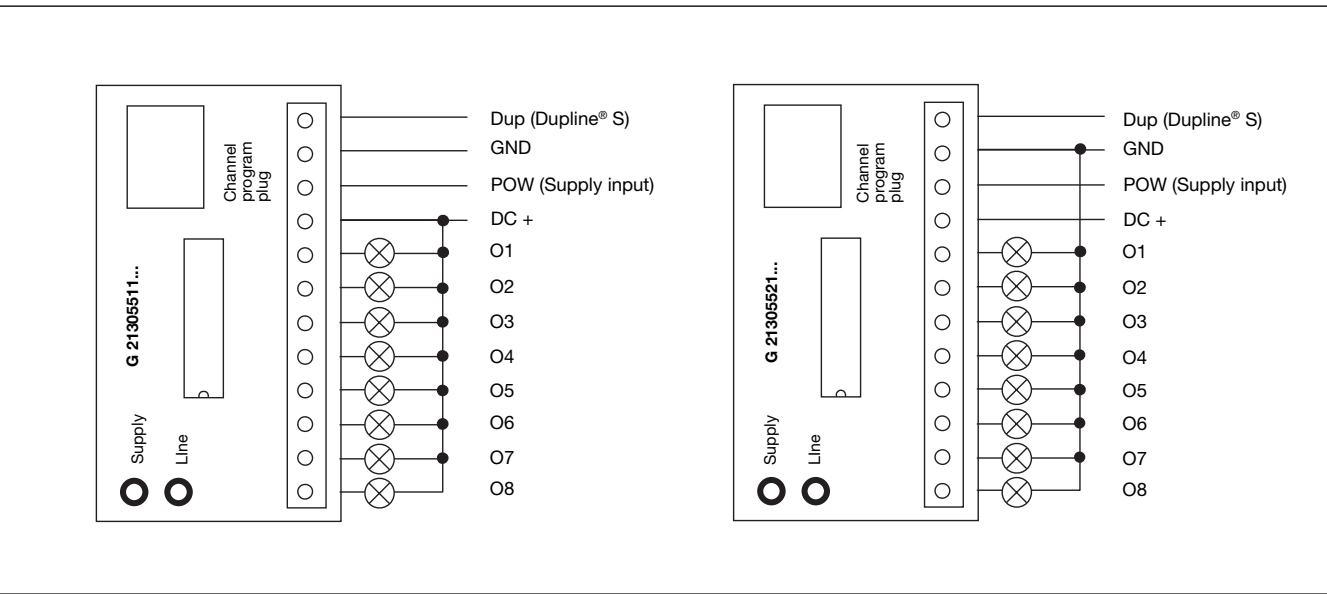 Channel
program
plug
G 21305511...
Supply
LIne
Dup (Dupline® S)
GND
POW (Supply input)
DC +
O1
O2
O3
O4
O5
O6
O7
O8
Channel
program
plug
G 21305521...
Supply
LIne
Dup (Dupline® S)
GND
POW (Supply input)
DC +
O1
O2
O3
O4
O5
O6
O7
O8